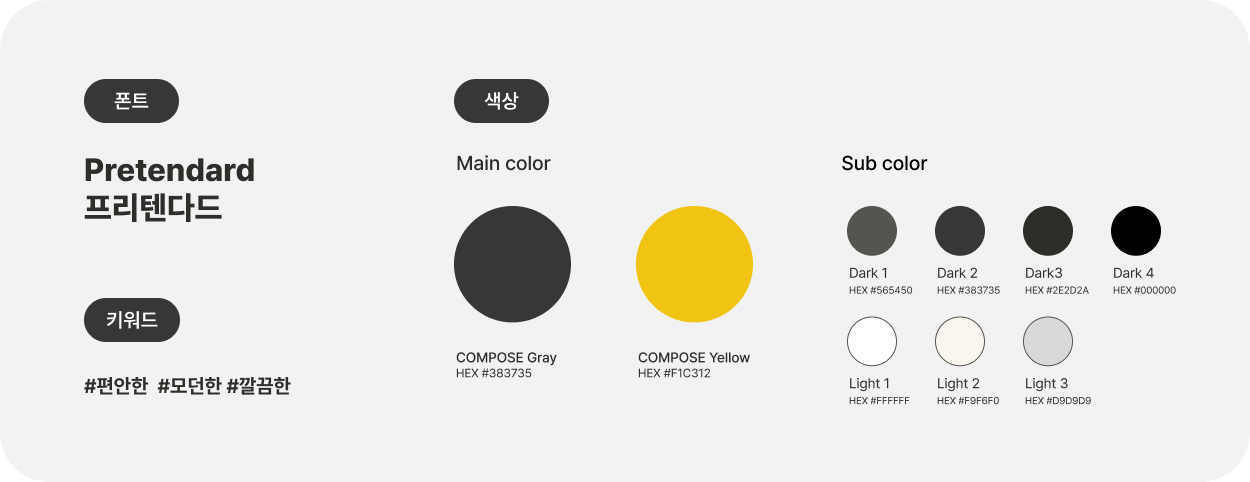 폰트
Pretendard
프리텐다드
키워드
#편안한 #모던한 #깔끔한
색상
Main color
COMPOSE Gray
HEX #383735
COMPOSE Yellow
HEX #F1C312
Sub color
Dark 1
HEX #565450
Dark 2
HEX #383735
Dark3
HEX #2E2D2A
Dark 4
HEX #000000
Light 1
HEX #FFFFFF
Light 2
HEX #F9F6F0
Light 3
HEX #D9D9D9